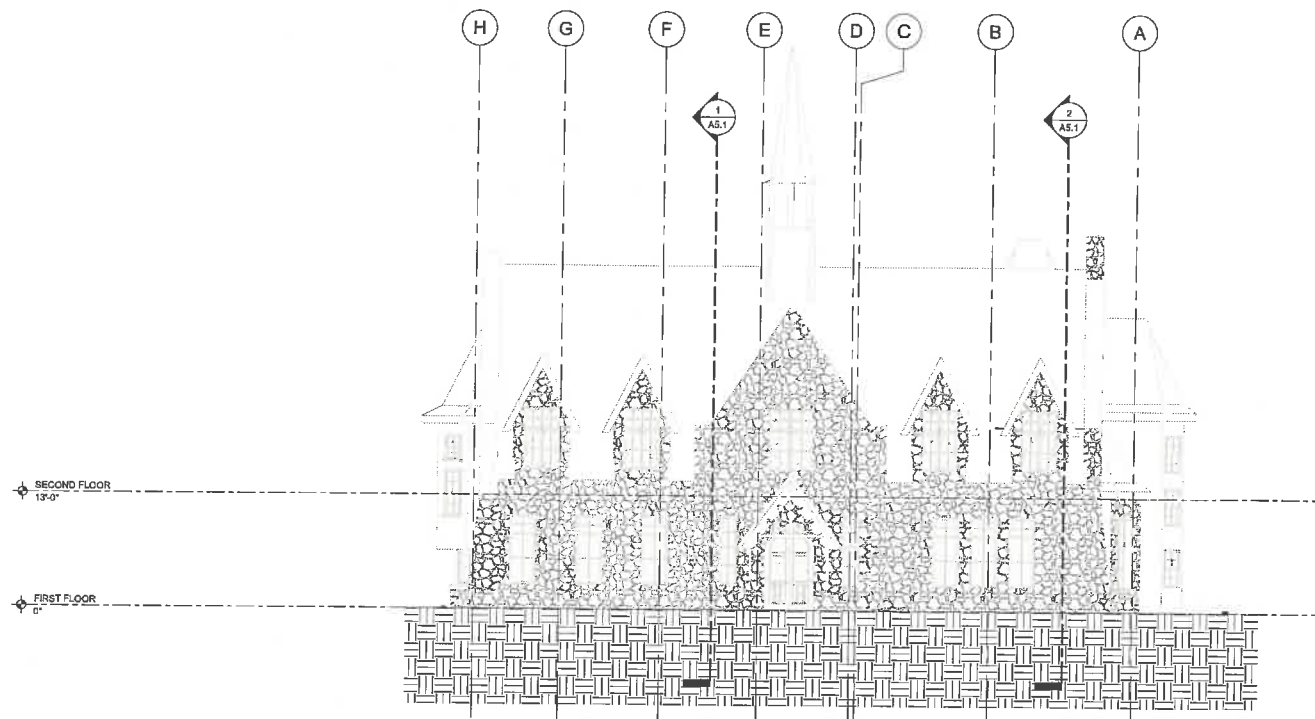 H
G
F
E
D
C
B
A
1
A5.1
2
A5.1
SECOND FLOOR
13'-0"
FIRST FLOOR
0"